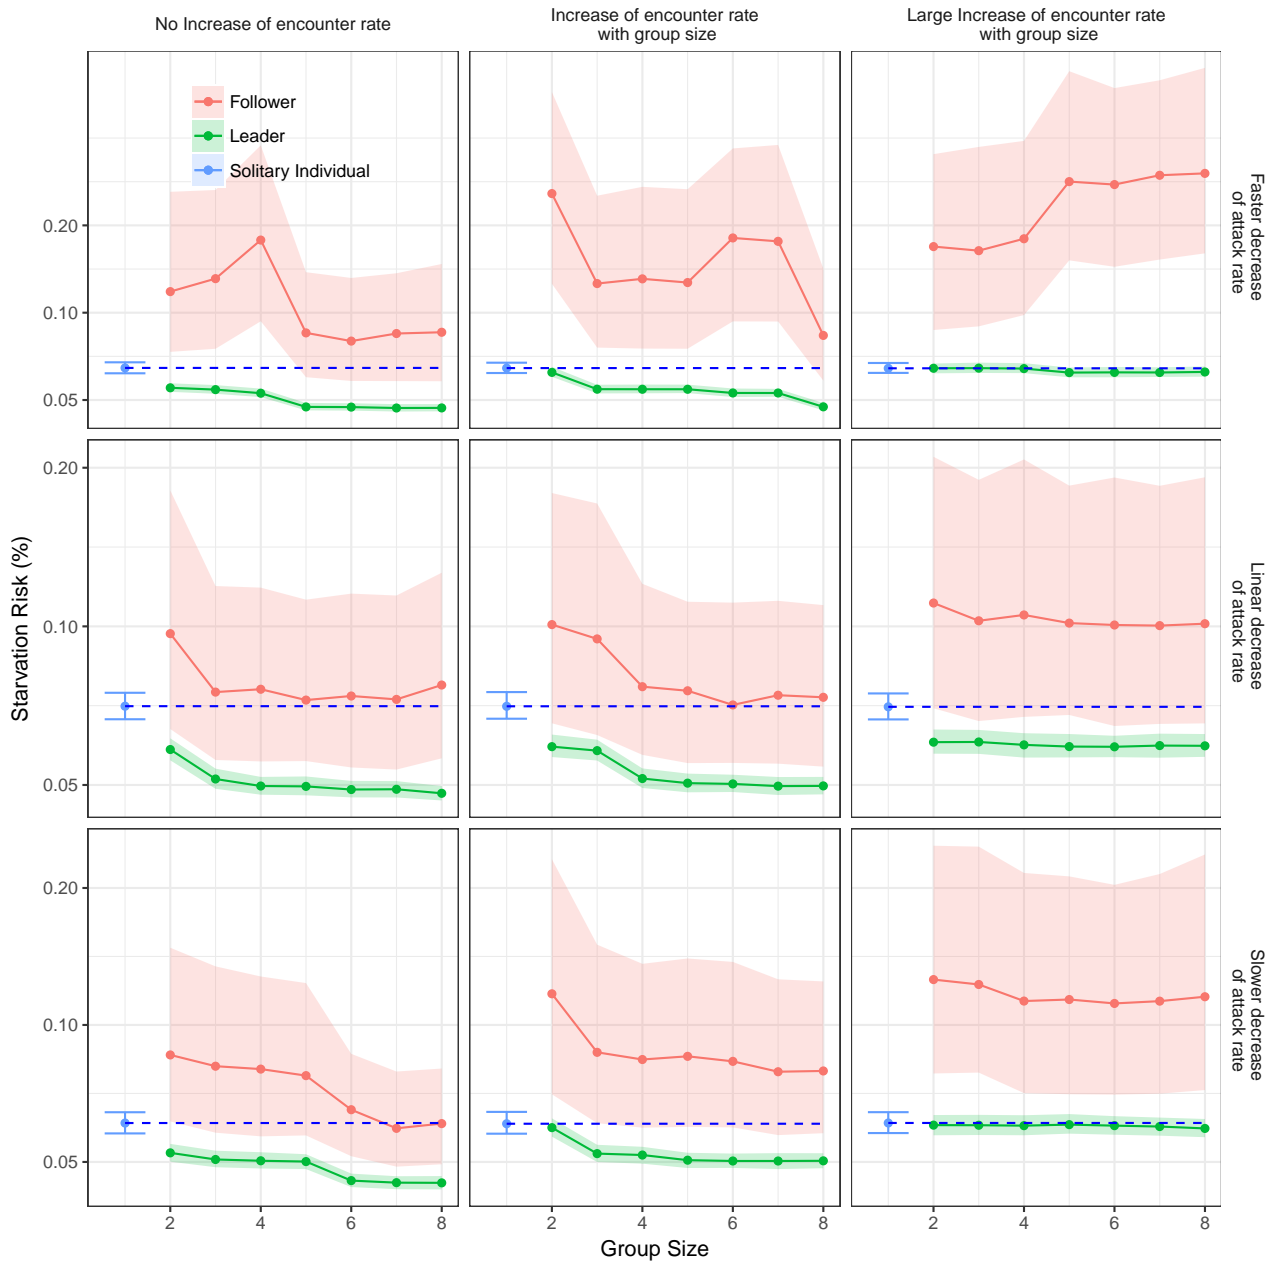 No Increase of encounter rate
Increase of encounter rate
with group size
Large Increase of encounter rate
with group size
Follower
Leader
Solitary Individual
0.20
0.10
0.05
Faster decrease
of attack rate
0.20
0.10
0.05
Linear decrease
of attack rate
Starvation Risk (%)
0.20
0.10
0.05
Slower decrease
of attack rate
2 4 6 8
2 4 6 8
2 4 6 8
Group Size